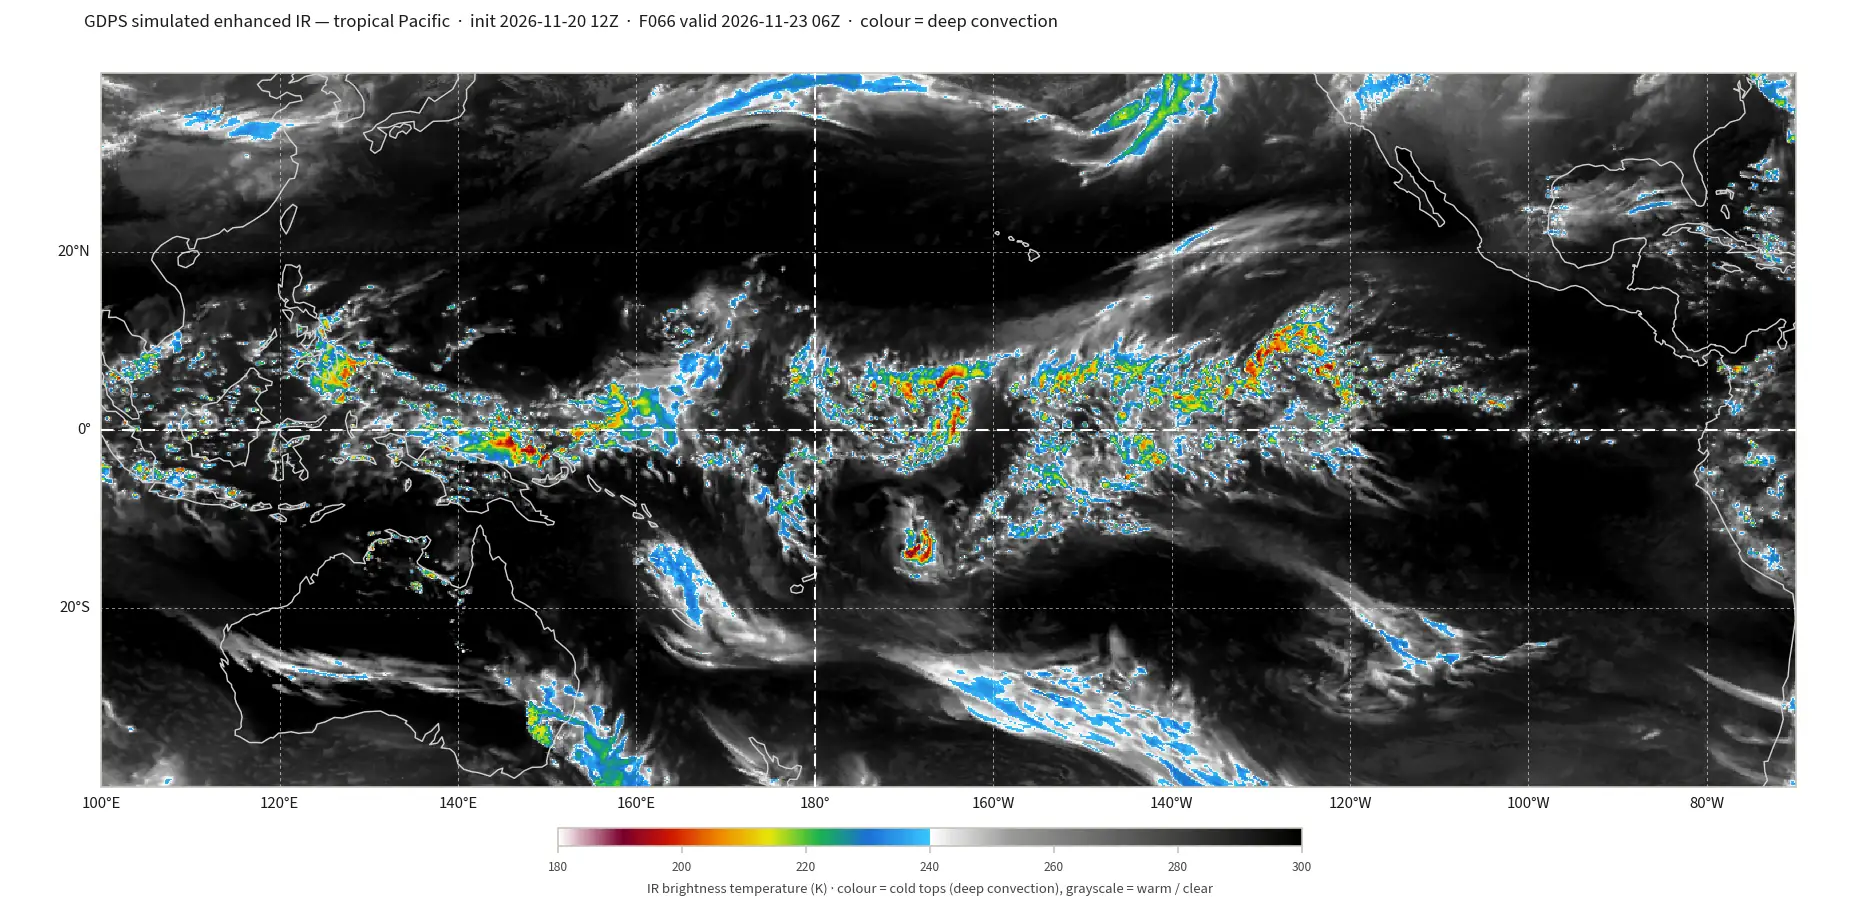 GDPS simulated enhanced IR — tropical Pacific · init 2026-11-20 12Z · F066 valid 2026-11-23 06Z · colour = deep convection
20°N
0°
20°S
100°E 120°E 140°E 160°E 180° 160°W 140°W 120°W 100°W 80°W
180 200 220 240 260 280 300
IR brightness temperature (K) · colour = cold tops (deep convection), grayscale = warm / clear